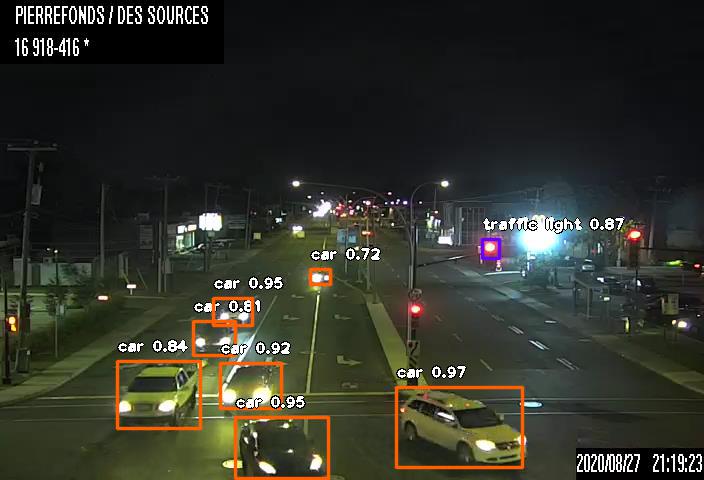 PIERREFONDS / DES SOURCES
16 918-416 *
traffic light 0.87
car 0.72
car 0.95
car 0.81
car 0.84
car 0.92
car 0.97
car 0.95
2020/08/27 21:19:23